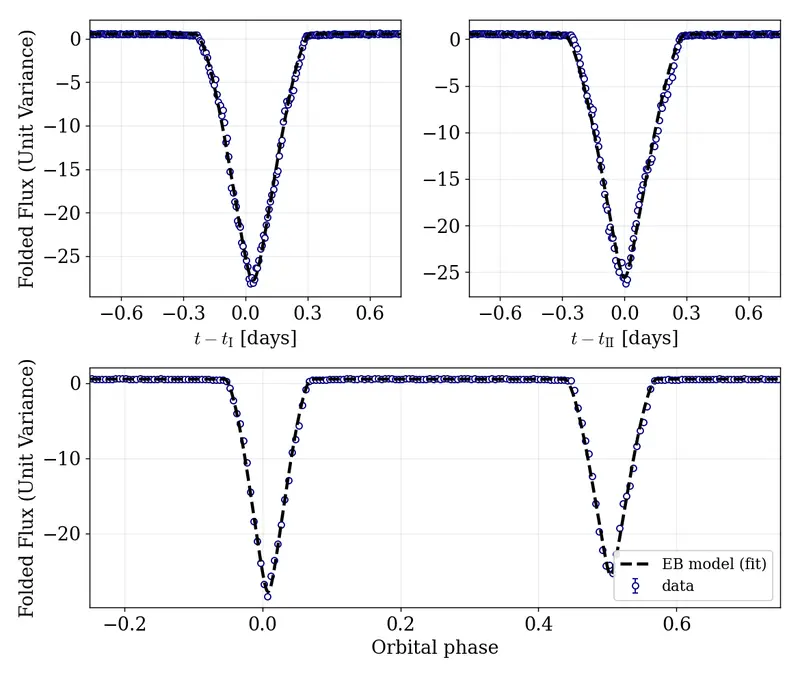 Folded Flux (Unit Variance)
0
−5
−10
−15
−20
−25
−0.6 −0.3 0.0 0.3 0.6
t − tI [days]
0
−5
−10
−15
−20
−25
−0.6 −0.3 0.0 0.3 0.6
t − tII [days]
Folded Flux (Unit Variance)
0
−10
−20
EB model (fit)
data
−0.2 0.0 0.2 0.4 0.6
Orbital phase